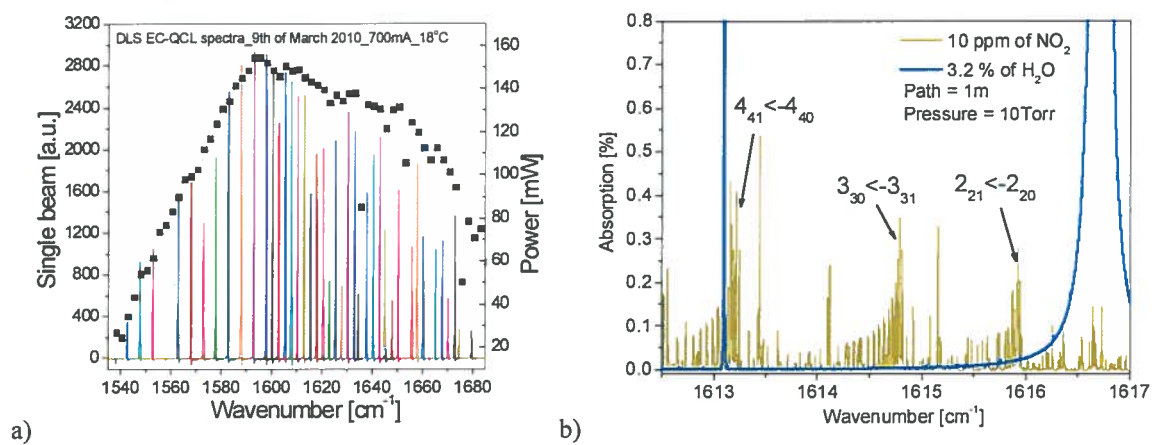 DLS EC-QCL spectra_9th of March 2010_700mA_18°C
Single beam [a.u.]
3200
2800
2400
2000
1600
1200
800
400
0
160
140
120
100
80
60
40
20
Power [mW]
1540 1560 1580 1600 1620 1640 1660 1680
Wavenumber [cm⁻¹]
a)
Absorption [%]
0.8
0.7
0.6
0.5
0.4
0.3
0.2
0.1
0.0
10 ppm of NO₂
3.2 % of H₂O
Path = 1m
Pressure = 10Torr
4₄₁<-4₄₀
3₃₀<-3₃₁
2₂₁<-2₂₀
1613 1614 1615 1616 1617
Wavenumber [cm⁻¹]
b)